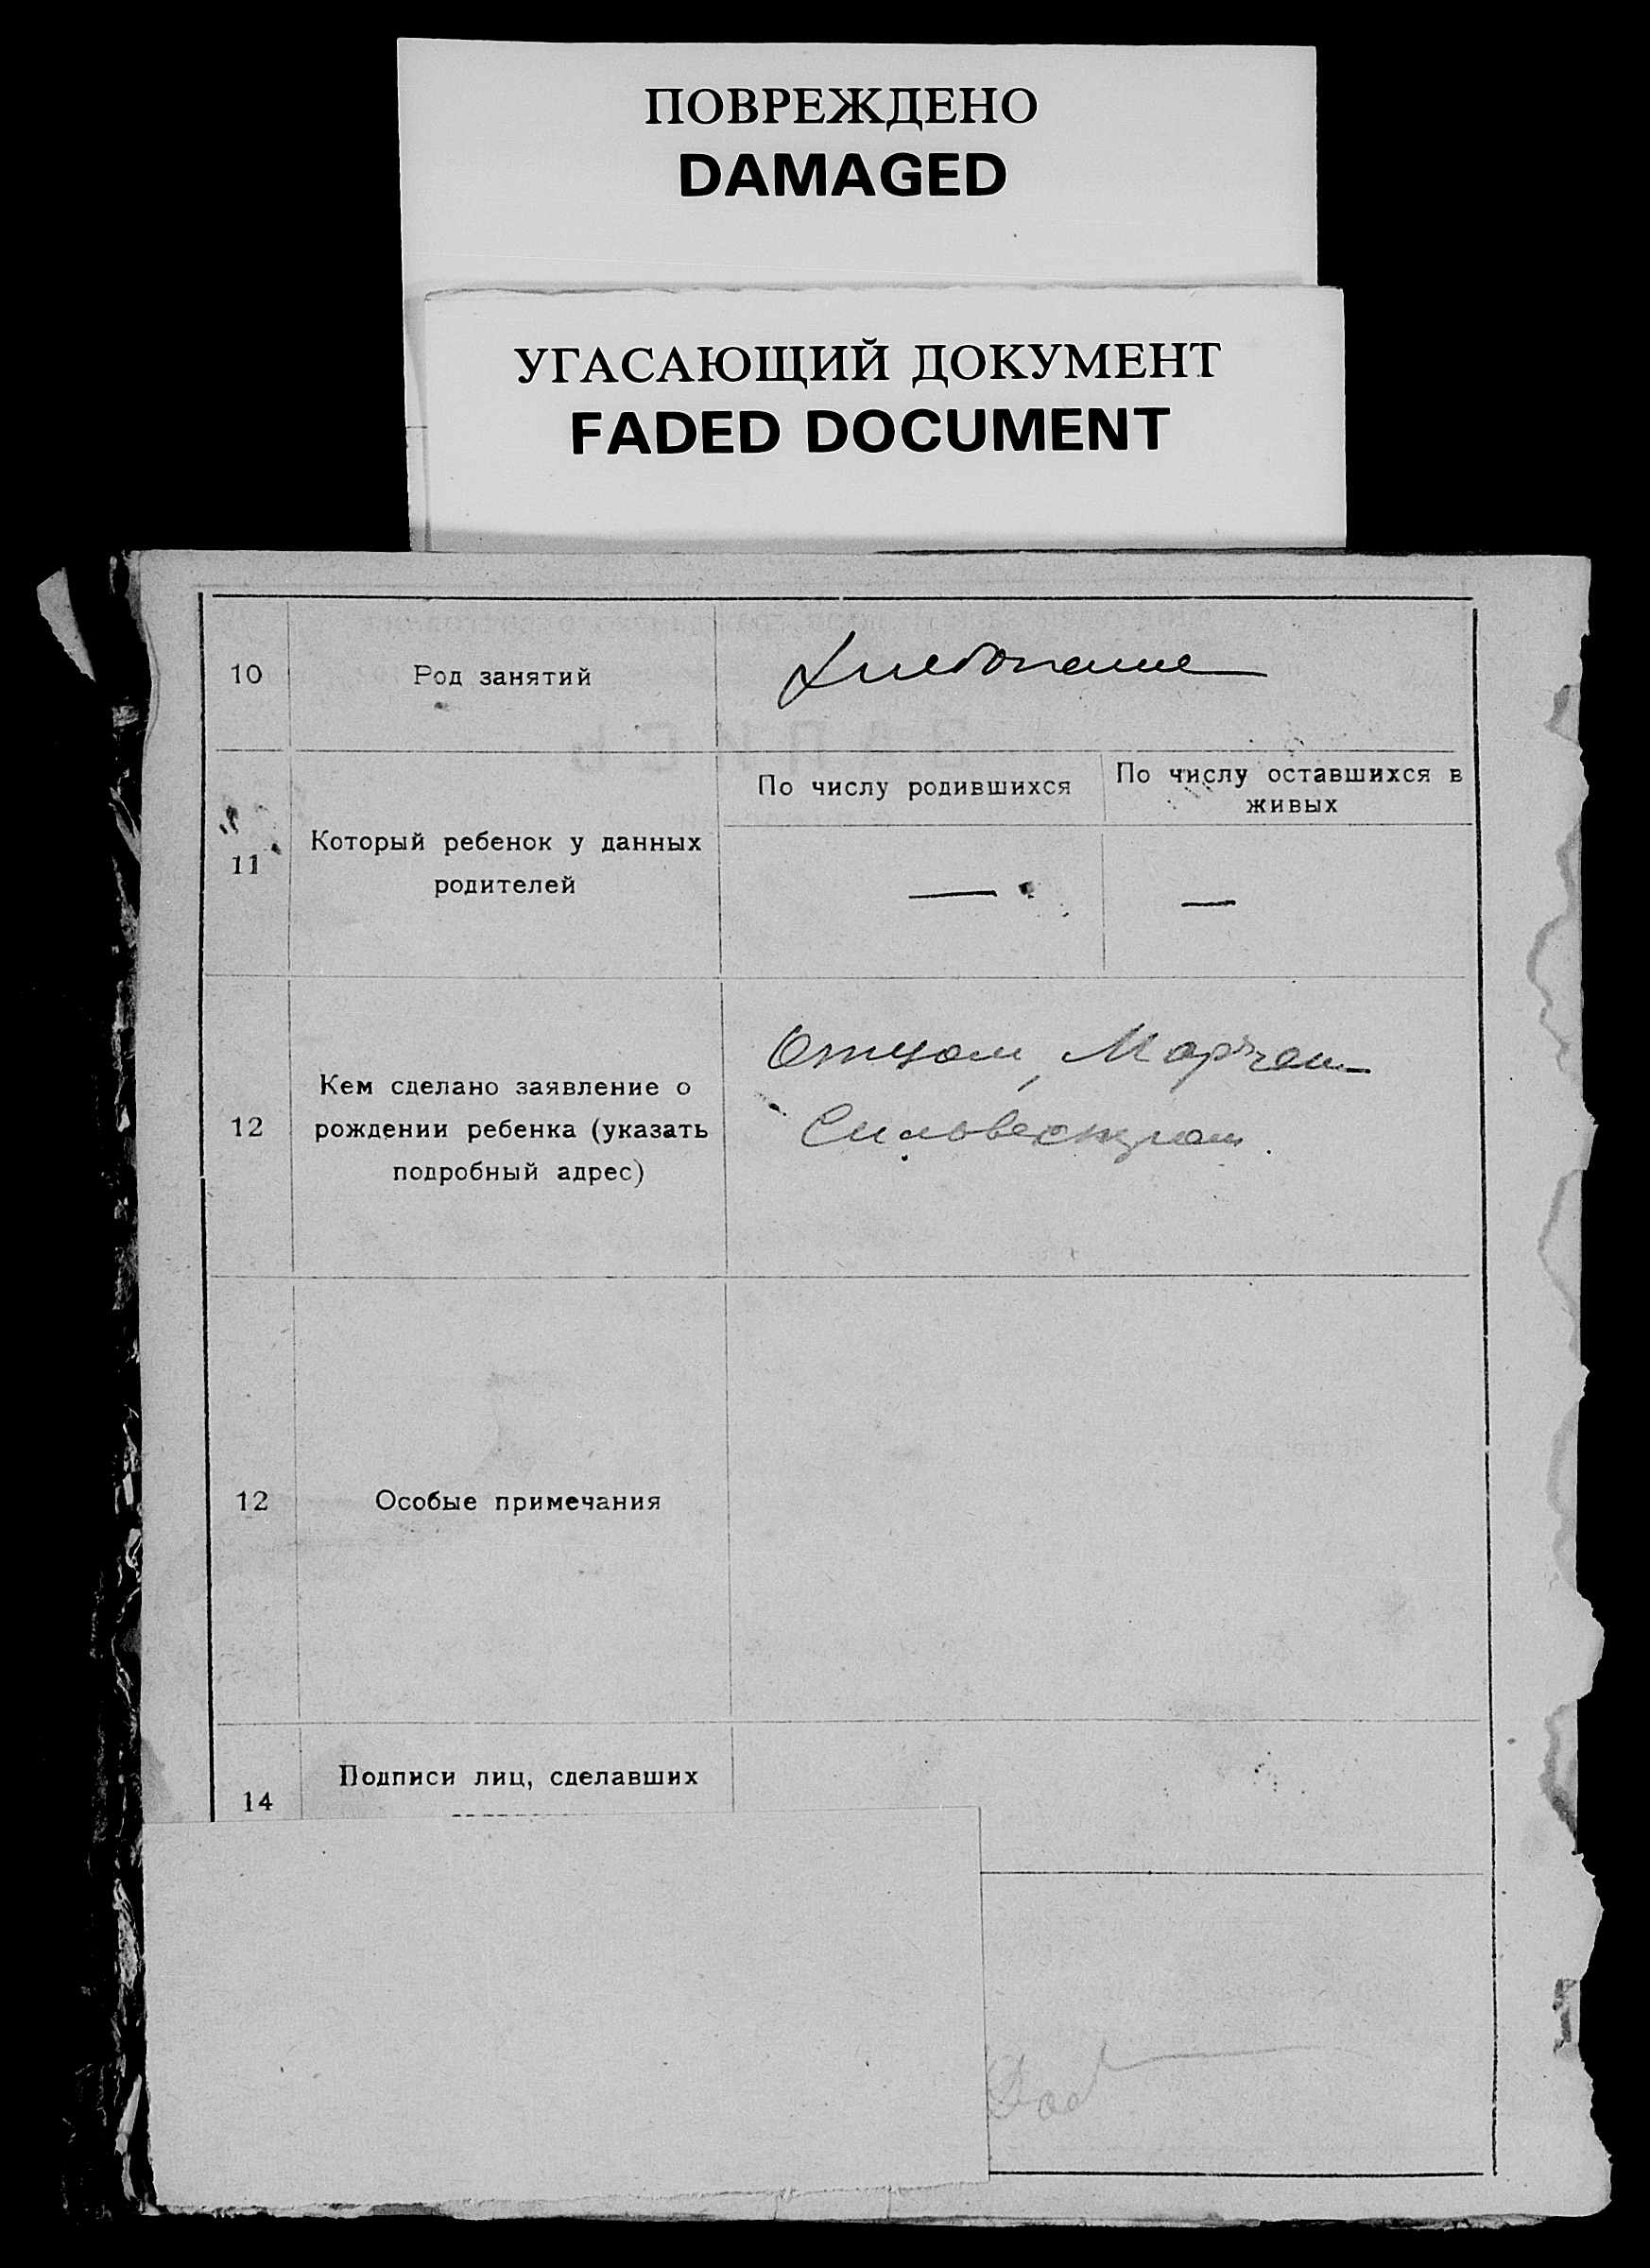 ПОВРЕЖДЕНО
DAMAGED
УГАСАЮЩИЙ ДОКУМЕНТ
FADED DOCUMENT
10 Род занятий
По числу родившихся
По числу оставшихся в
живых
11 Который ребенок у данных
родителей
— —
Отцом,
12 Кем сделано заявление о
рождении ребенка (указать
подробный адрес)
12 Особые примечания
14 Подписи лиц, сделавших